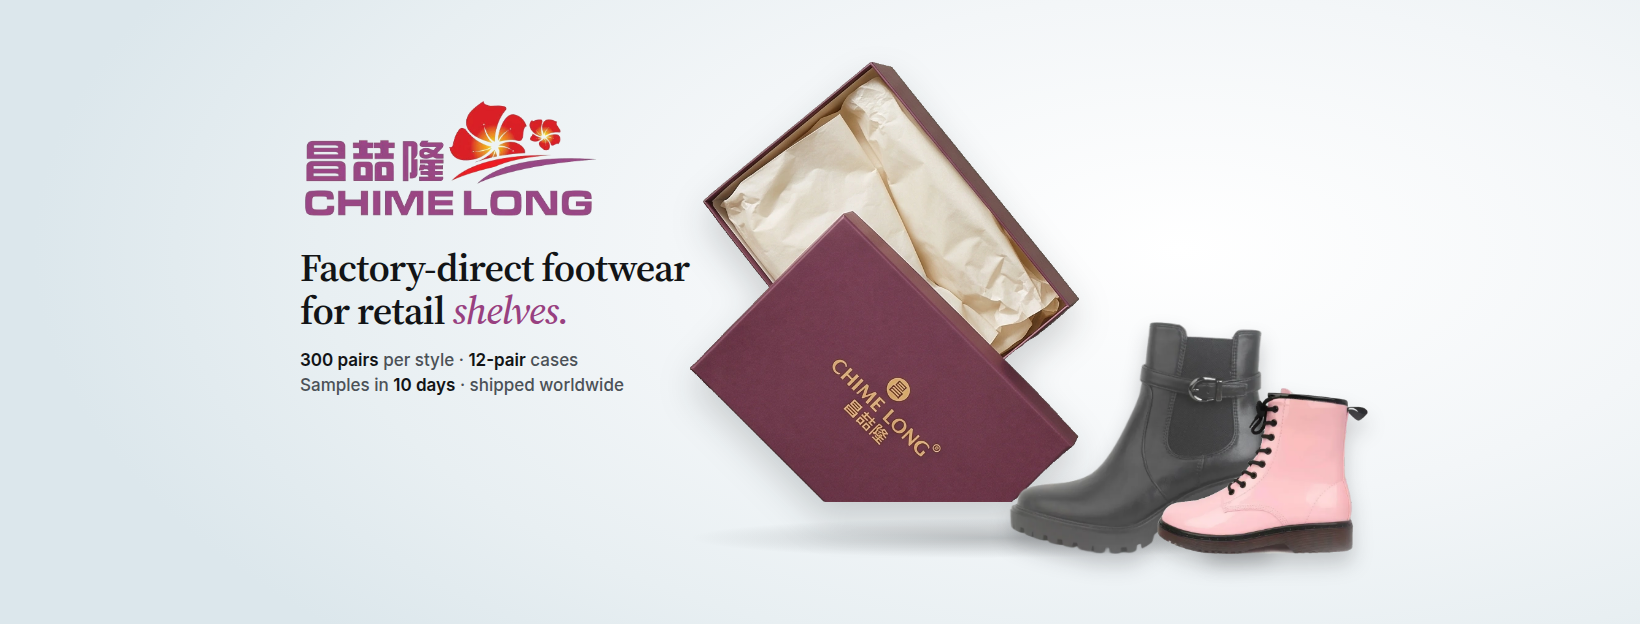 昌喆隆
CHIME LONG
Factory-direct footwear
for retail shelves.
300 pairs per style · 12-pair cases
Samples in 10 days · shipped worldwide
昌
CHIME LONG®
昌喆隆